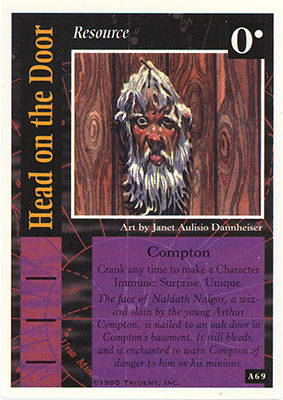 Head on the Door
Resource
0
Art by Janet Aulisio Dannheiser
Compton
Crank any time to make a Character
Immune: Surprise. Unique.
The face of Naldath Nalgor, a wiz-
ard slain by the young Arthur
Compton, is nailed to an oak door in
Compton's basement. It still bleeds,
and is enchanted to warn Compton of
danger to him or his minions.
Ursa
©1995 TRIDENT, INC.
A69